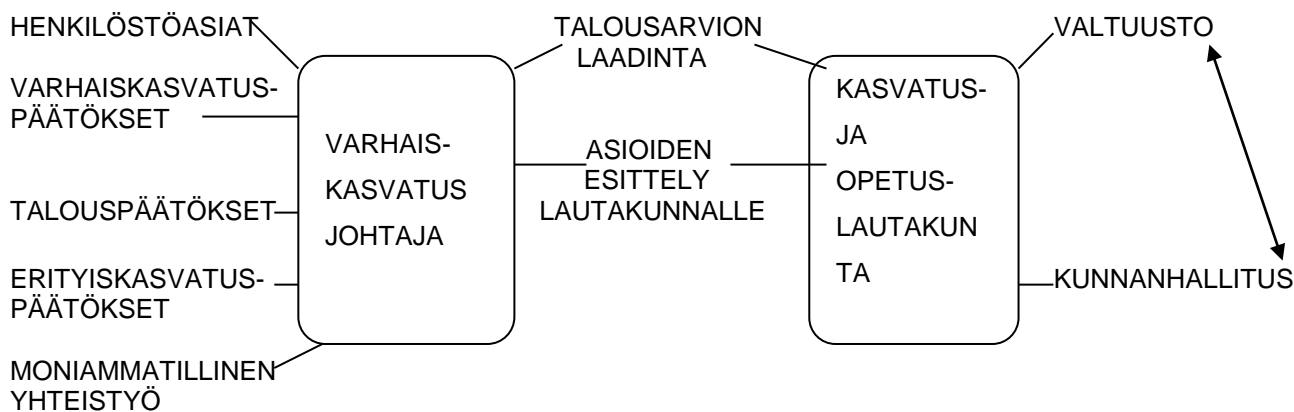 HENKILÖSTÖASIAT
VARHAISKASVATUS-
PÄÄTÖKSET
TALOUSPÄÄTÖKSET
ERITYISKASVATUS-
PÄÄTÖKSET
MONIAMMATILLINEN
YHTEISTYÖ
VARHAIS-
KASVATUS
JOHTAJA
TALOUSARVION
LAADINTA
ASIOIDEN
ESITTELY
LAUTAKUNNALLE
KASVATUS-
JA
OPETUS-
LAUTAKUN
TA
VALTUUSTO
KUNNANHALLITUS